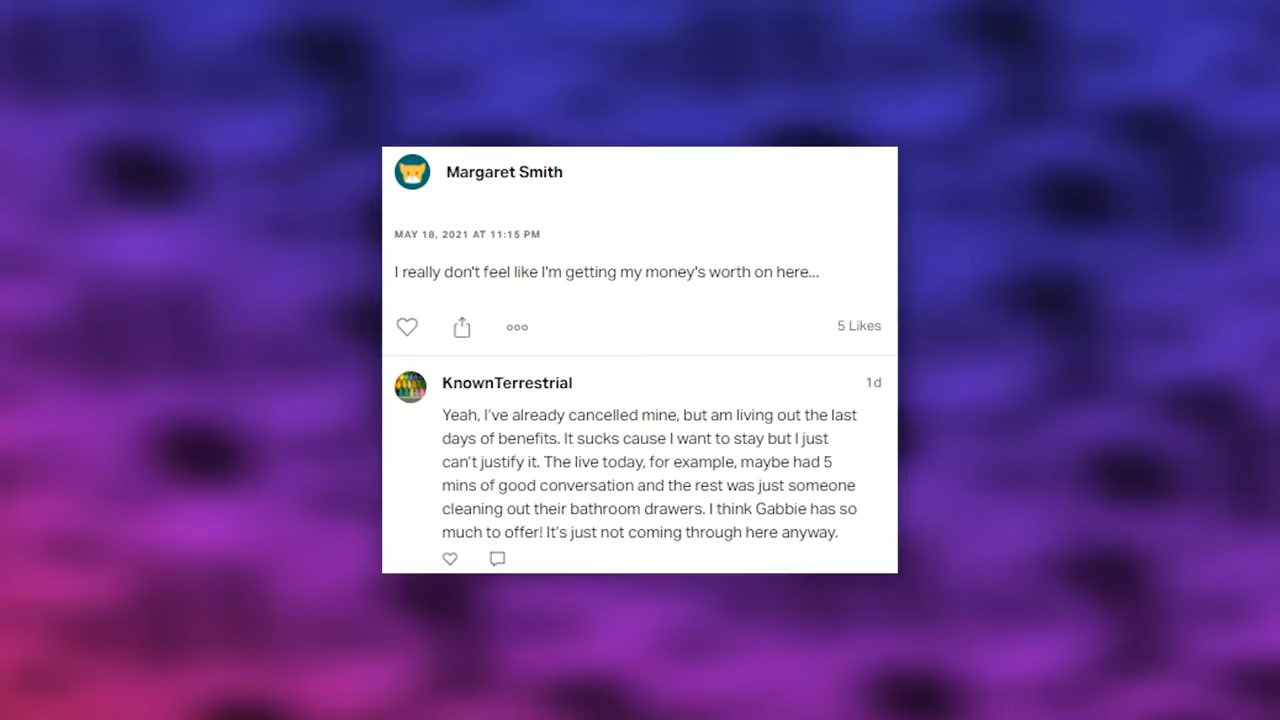 Margaret Smith
MAY 18, 2021 AT 11:15 PM
I really don't feel like I'm getting my money's worth on here...
5 Likes
KnownTerrestrial
1d
Yeah, I've already cancelled mine, but am living out the last
days of benefits. It sucks cause I want to stay but I just
can't justify it. The live today, for example, maybe had 5
mins of good conversation and the rest was just someone
cleaning out their bathroom drawers. I think Gabbie has so
much to offer! It's just not coming through here anyway.